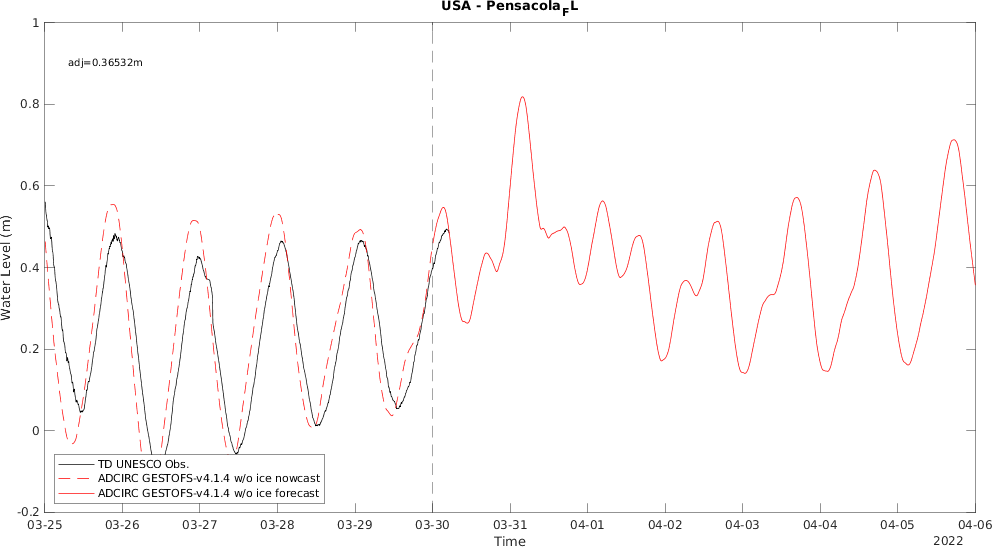 USA - Pensacola_FL
1
adj=0.36532m
0.8
0.6
0.4
0.2
0
-0.2
Water Level (m)
TD UNESCO Obs.
ADCIRC GESTOFS-v4.1.4 w/o ice nowcast
ADCIRC GESTOFS-v4.1.4 w/o ice forecast
03-25 03-26 03-27 03-28 03-29 03-30 03-31 04-01 04-02 04-03 04-04 04-05 04-06
Time
2022